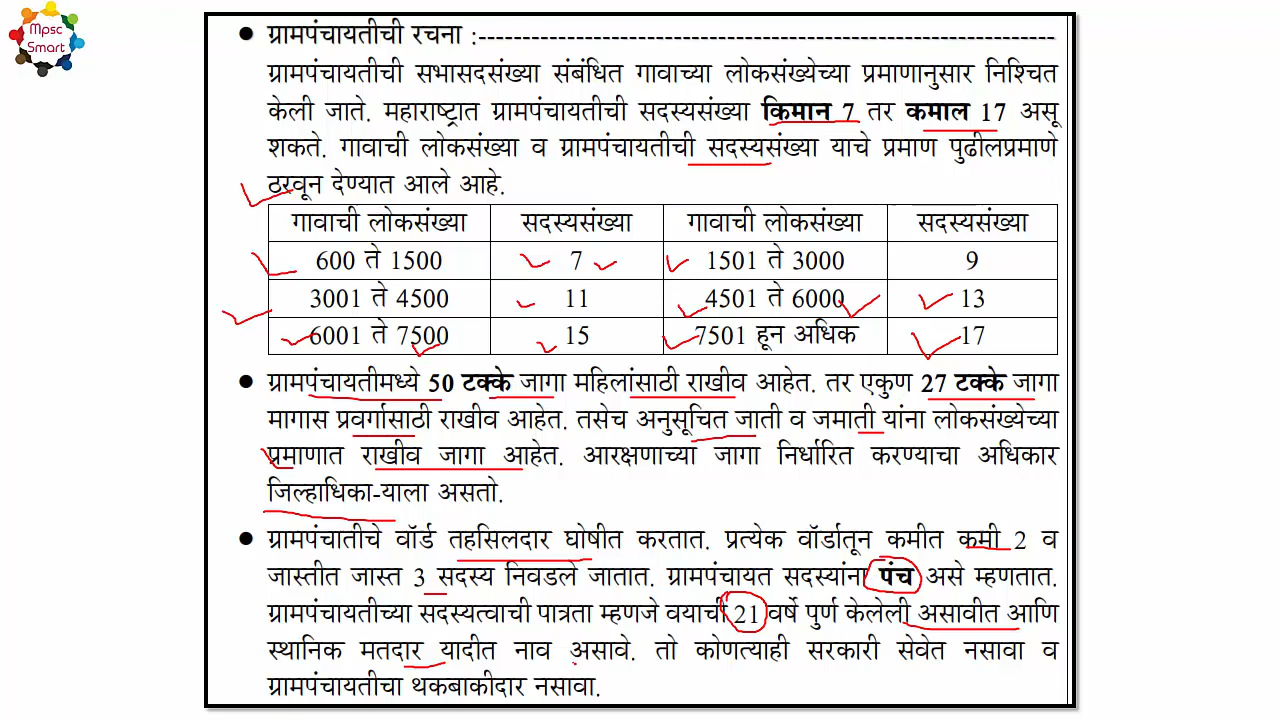 Mpsc
Smart
● ग्रामपंचायतीची रचना :------------------------------------------------------------------
ग्रामपंचायतीची सभासदसंख्या संबंधित गावाच्या लोकसंख्येच्या प्रमाणानुसार निश्चित
केली जाते. महाराष्ट्रात ग्रामपंचायतीची सदस्यसंख्या किमान 7 तर कमाल 17 असू
शकते. गावाची लोकसंख्या व ग्रामपंचायतीची सदस्यसंख्या याचे प्रमाण पुढीलप्रमाणे
ठरवून देण्यात आले आहे.
गावाची लोकसंख्या सदस्यसंख्या गावाची लोकसंख्या सदस्यसंख्या
600 ते 1500 7 1501 ते 3000 9
3001 ते 4500 11 4501 ते 6000 13
6001 ते 7500 15 7501 हून अधिक 17
● ग्रामपंचायतीमध्ये 50 टक्के जागा महिलांसाठी राखीव आहेत. तर एकुण 27 टक्के जागा
मागास प्रवर्गासाठी राखीव आहेत. तसेच अनुसूचित जाती व जमाती यांना लोकसंख्येच्या
प्रमाणात राखीव जागा आहेत. आरक्षणाच्या जागा निर्धारित करण्याचा अधिकार
जिल्हाधिका-याला असतो.
● ग्रामपंचातीचे वॉर्ड तहसिलदार घोषीत करतात. प्रत्येक वॉर्डातून कमीत कमी 2 व
जास्तीत जास्त 3 सदस्य निवडले जातात. ग्रामपंचायत सदस्यांना पंच असे म्हणतात.
ग्रामपंचायतीच्या सदस्यत्वाची पात्रता म्हणजे वयाची 21 वर्षे पुर्ण केलेली असावीत आणि
स्थानिक मतदार यादीत नाव असावे. तो कोणत्याही सरकारी सेवेत नसावा व
ग्रामपंचायतीचा थकबाकीदार नसावा.